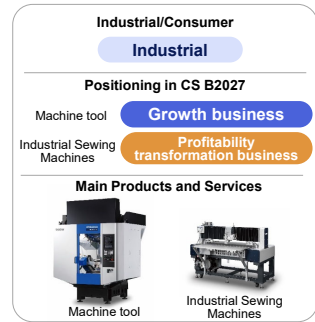 Industrial/Consumer
Industrial
Positioning in CS B2027
Machine tool
Growth business
Industrial Sewing
Machines
Profitability
transformation business
Main Products and Services
Machine tool
Industrial Sewing
Machines